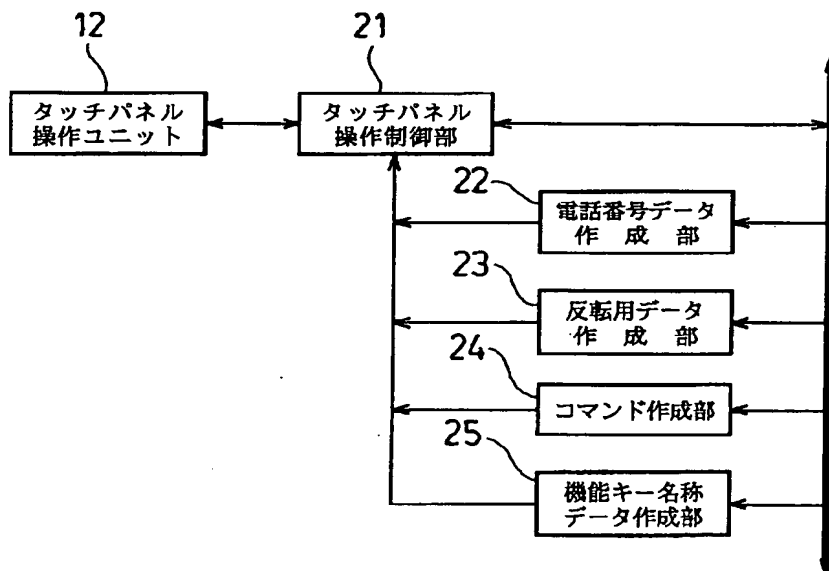 12
21
タッチパネル
操作ユニット
タッチパネル
操作制御部
22
電話番号データ
作成部
23
反転用データ
作成部
24
コマンド作成部
25
機能キー名称
データ作成部